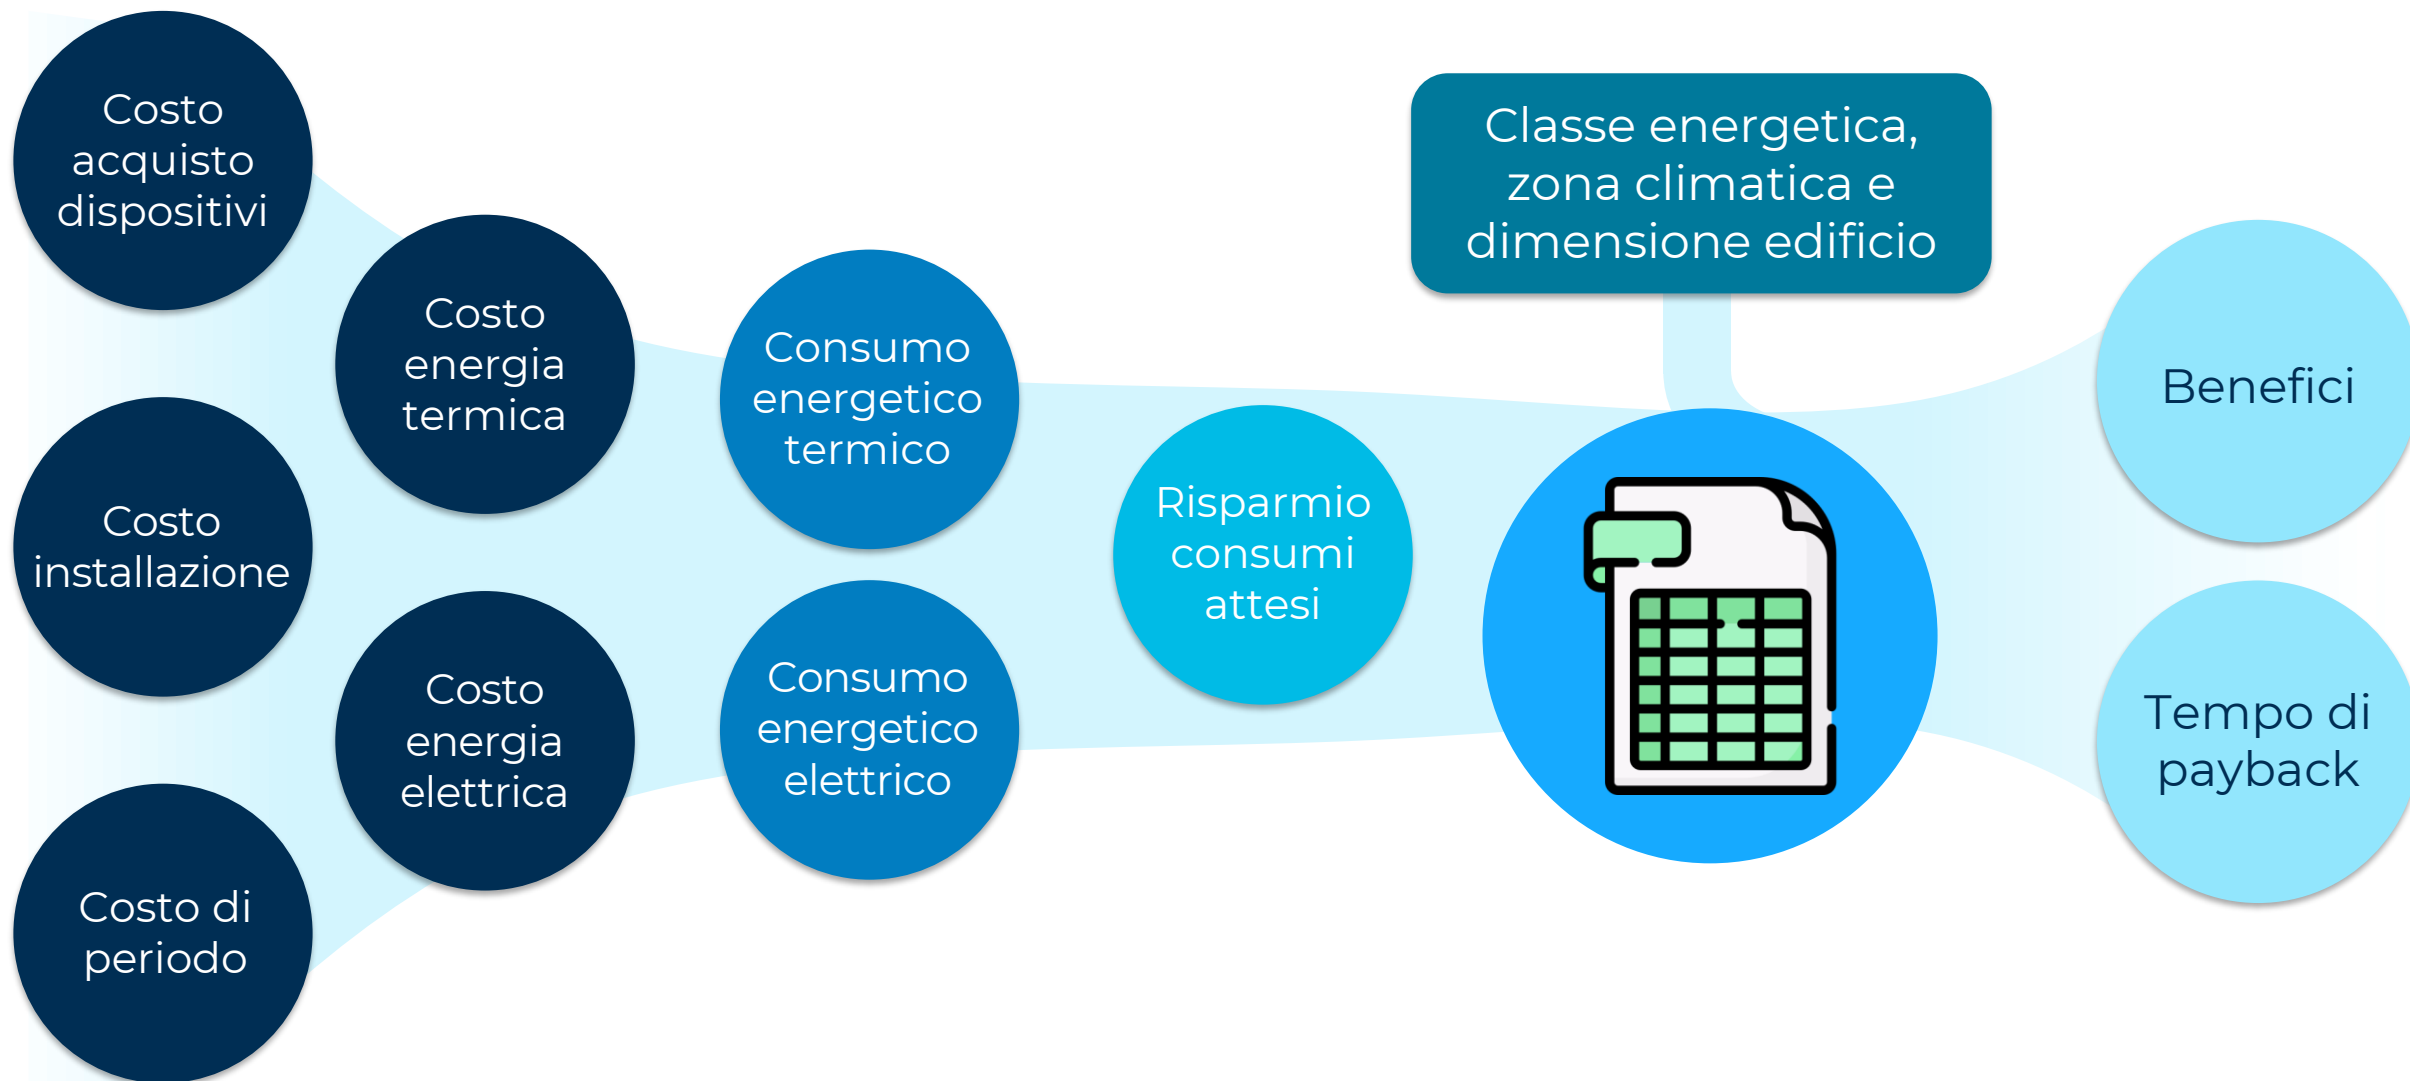 Costo
acquisto
dispositivi
Costo
installazione
Costo di
periodo
Costo
energia
termica
Costo
energia
elettrica
Consumo
energetico
termico
Consumo
energetico
elettrico
Risparmio
consumi
attesi
Classe energetica,
zona climatica e
dimensione edificio
Benefici
Tempo di
payback